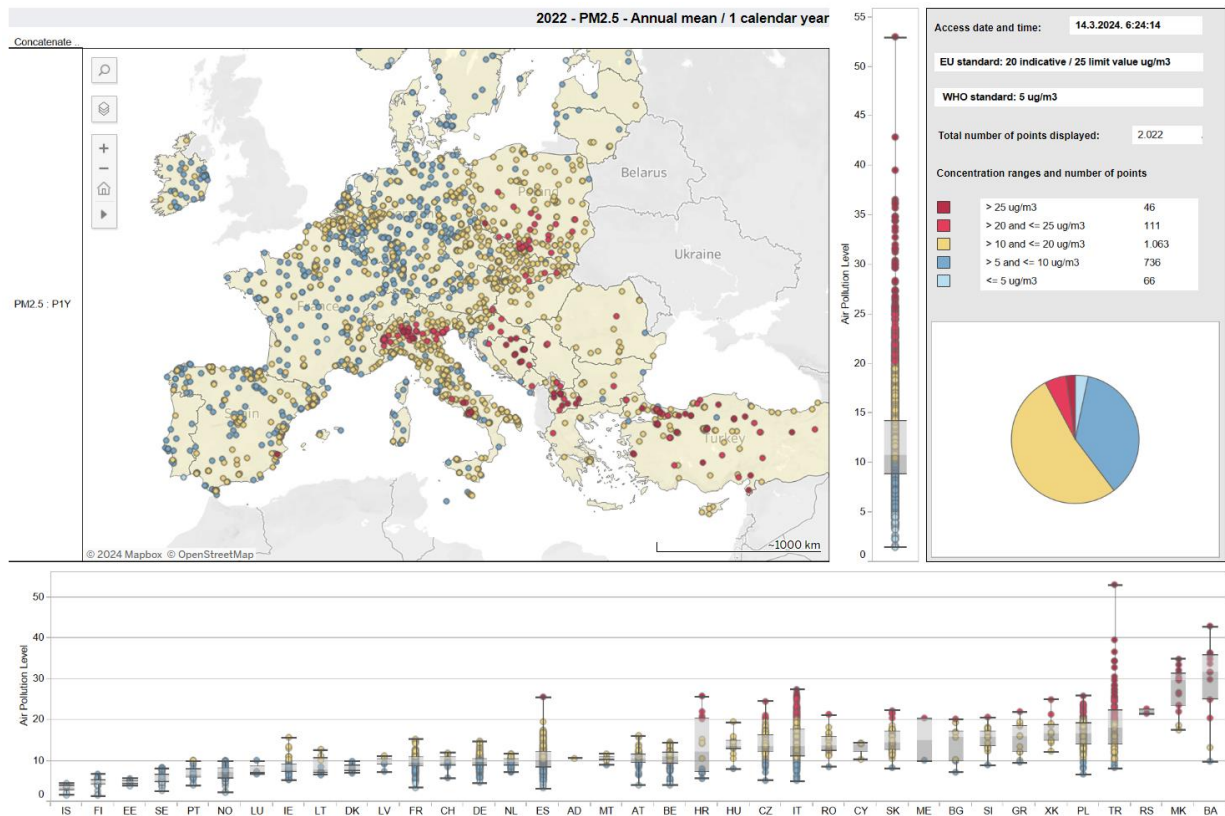 2022 - PM2.5 - Annual mean / 1 calendar year
Concatenate ..
PM2.5 : P1Y
Belarus
Poland
Ukraine
France
Spain
Turkey
© 2024 Mapbox © OpenStreetMap
~1000 km
Air Pollution Level
55
50
45
40
35
30
25
20
15
10
5
0
Access date and time: 14.3.2024. 6:24:14
EU standard: 20 indicative / 25 limit value ug/m3
WHO standard: 5 ug/m3
Total number of points displayed: 2.022
Concentration ranges and number of points
> 25 ug/m3 46
> 20 and <= 25 ug/m3 111
> 10 and <= 20 ug/m3 1.063
> 5 and <= 10 ug/m3 736
<= 5 ug/m3 66
Air Pollution Level
50
40
30
20
10
0
IS FI EE SE PT NO LU IE LT DK LV FR CH DE NL ES AD MT AT BE HR HU CZ IT RO CY SK ME BG SI GR XK PL TR RS MK BA